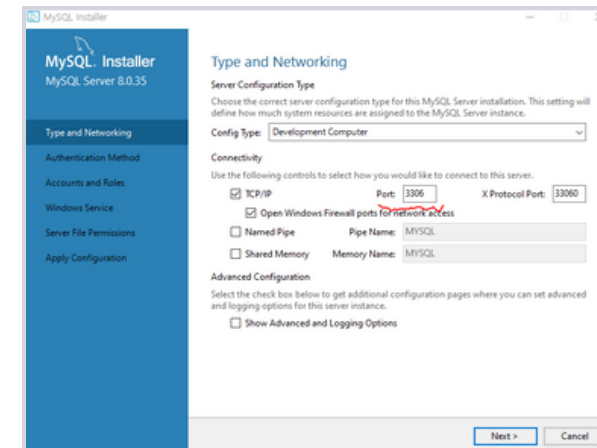 MySQL Installer
MySQL. Installer
MySQL Server 8.0.35
Type and Networking
Authentication Method
Accounts and Roles
Windows Service
Server File Permissions
Apply Configuration
Type and Networking
Server Configuration Type
Choose the correct server configuration type for this MySQL Server installation. This setting will
define how much system resources are assigned to the MySQL Server instance.
Config Type: Development Computer
Connectivity
Use the following controls to select how you would like to connect to this server.
TCP/IP Port: 3306 X Protocol Port: 33060
Open Windows Firewall ports for network access
Named Pipe Pipe Name: MYSQL
Shared Memory Memory Name: MYSQL
Advanced Configuration
Select the check box below to get additional configuration pages where you can set advanced
and logging options for this server instance.
Show Advanced and Logging Options
Next > Cancel